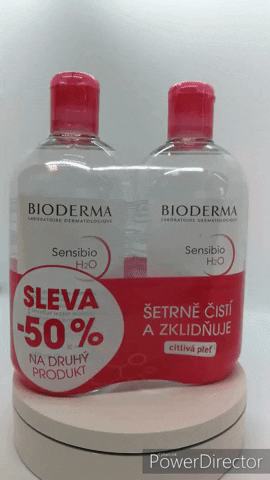 BIODERMA
LABORATOIRE DERMATOLOGIQUE
Sensibio
H2O
BIODERMA
LABORATOIRE DERMATOLOGIQUE
Sensibio
H2O
SLEVA
-50%
NA DRUHÝ
PRODUKT
ŠETRNĚ ČISTÍ
A ZKLIDŇUJE
citlivá pleť
PowerDirector